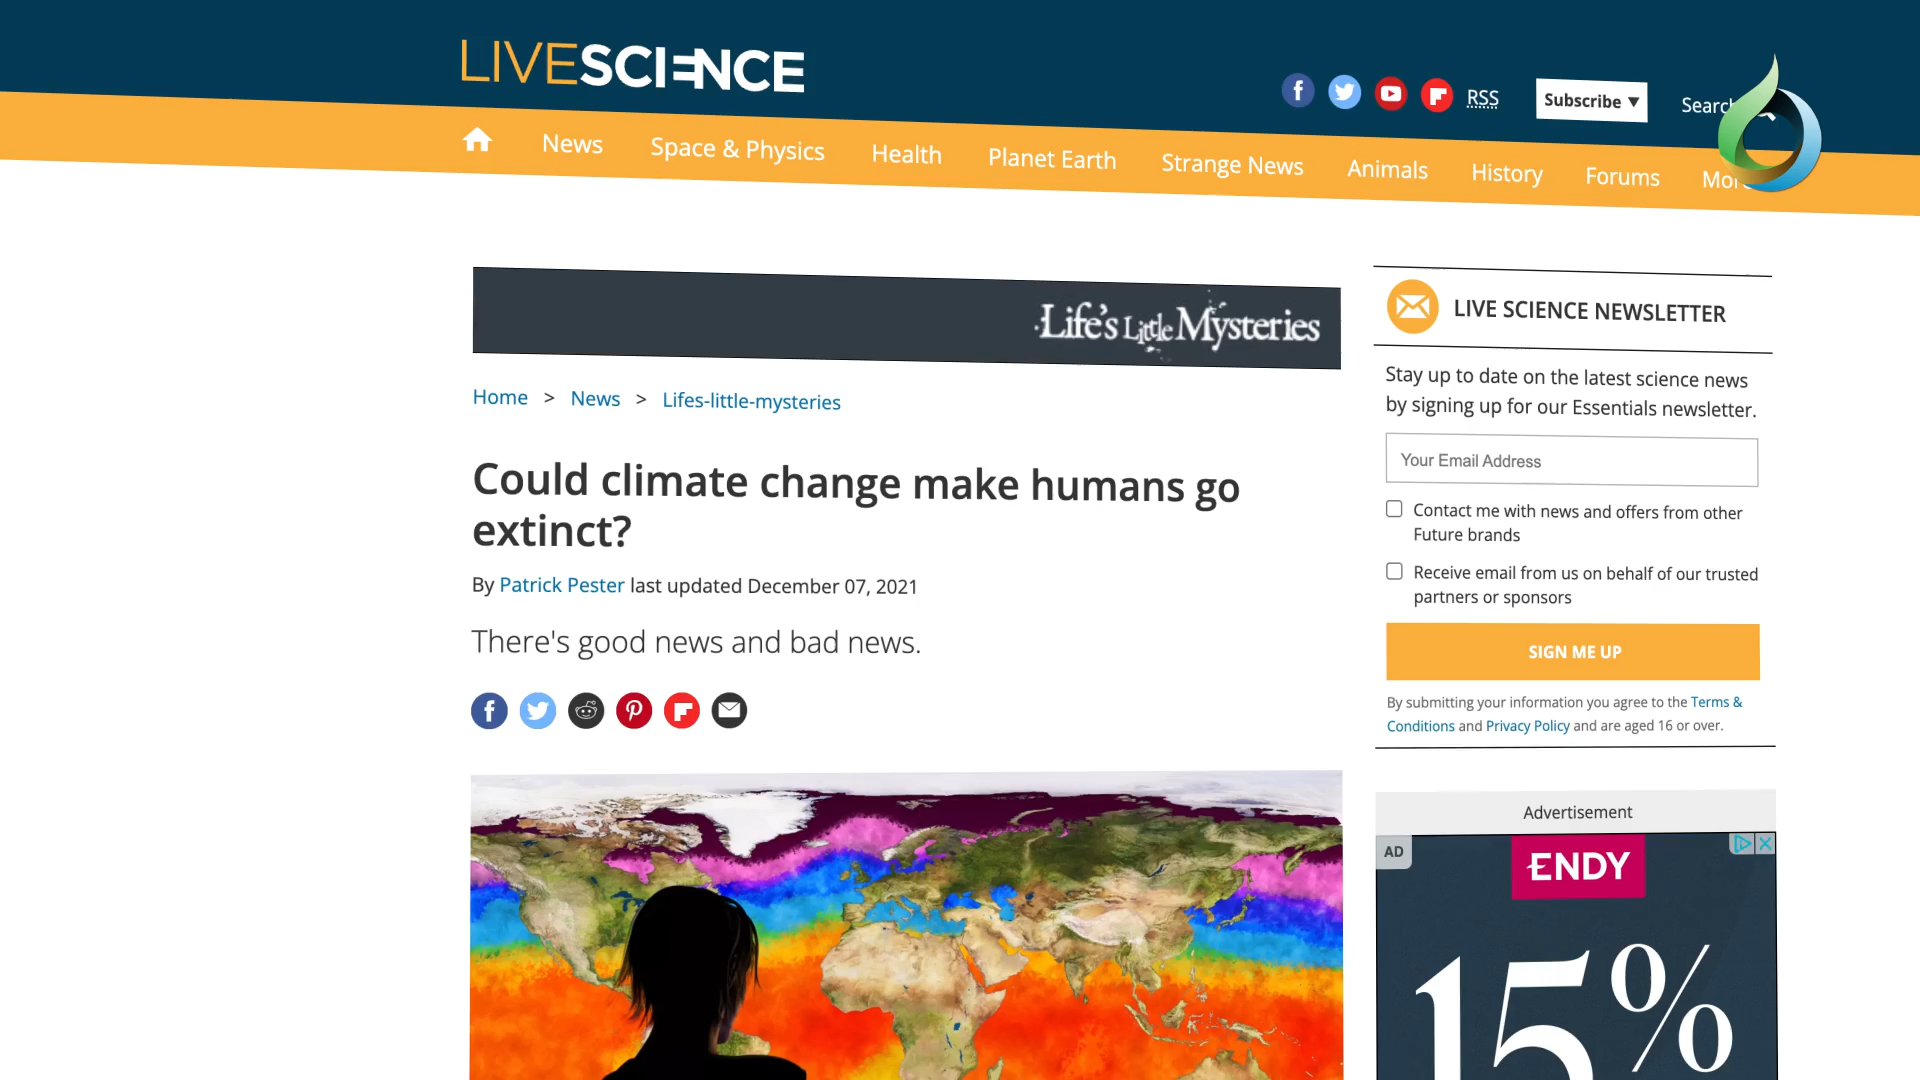 LIVESCIENCE
RSS
Subscribe ▼
Search
News
Space & Physics
Health
Planet Earth
Strange News
Animals
History
Forums
More
Life's Little Mysteries
Home > News > Lifes-little-mysteries
Could climate change make humans go
extinct?
By Patrick Pester last updated December 07, 2021
There's good news and bad news.
LIVE SCIENCE NEWSLETTER
Stay up to date on the latest science news
by signing up for our Essentials newsletter.
Your Email Address
Contact me with news and offers from other
Future brands
Receive email from us on behalf of our trusted
partners or sponsors
SIGN ME UP
By submitting your information you agree to the Terms &
Conditions and Privacy Policy and are aged 16 or over.
Advertisement
AD
ENDY
15%